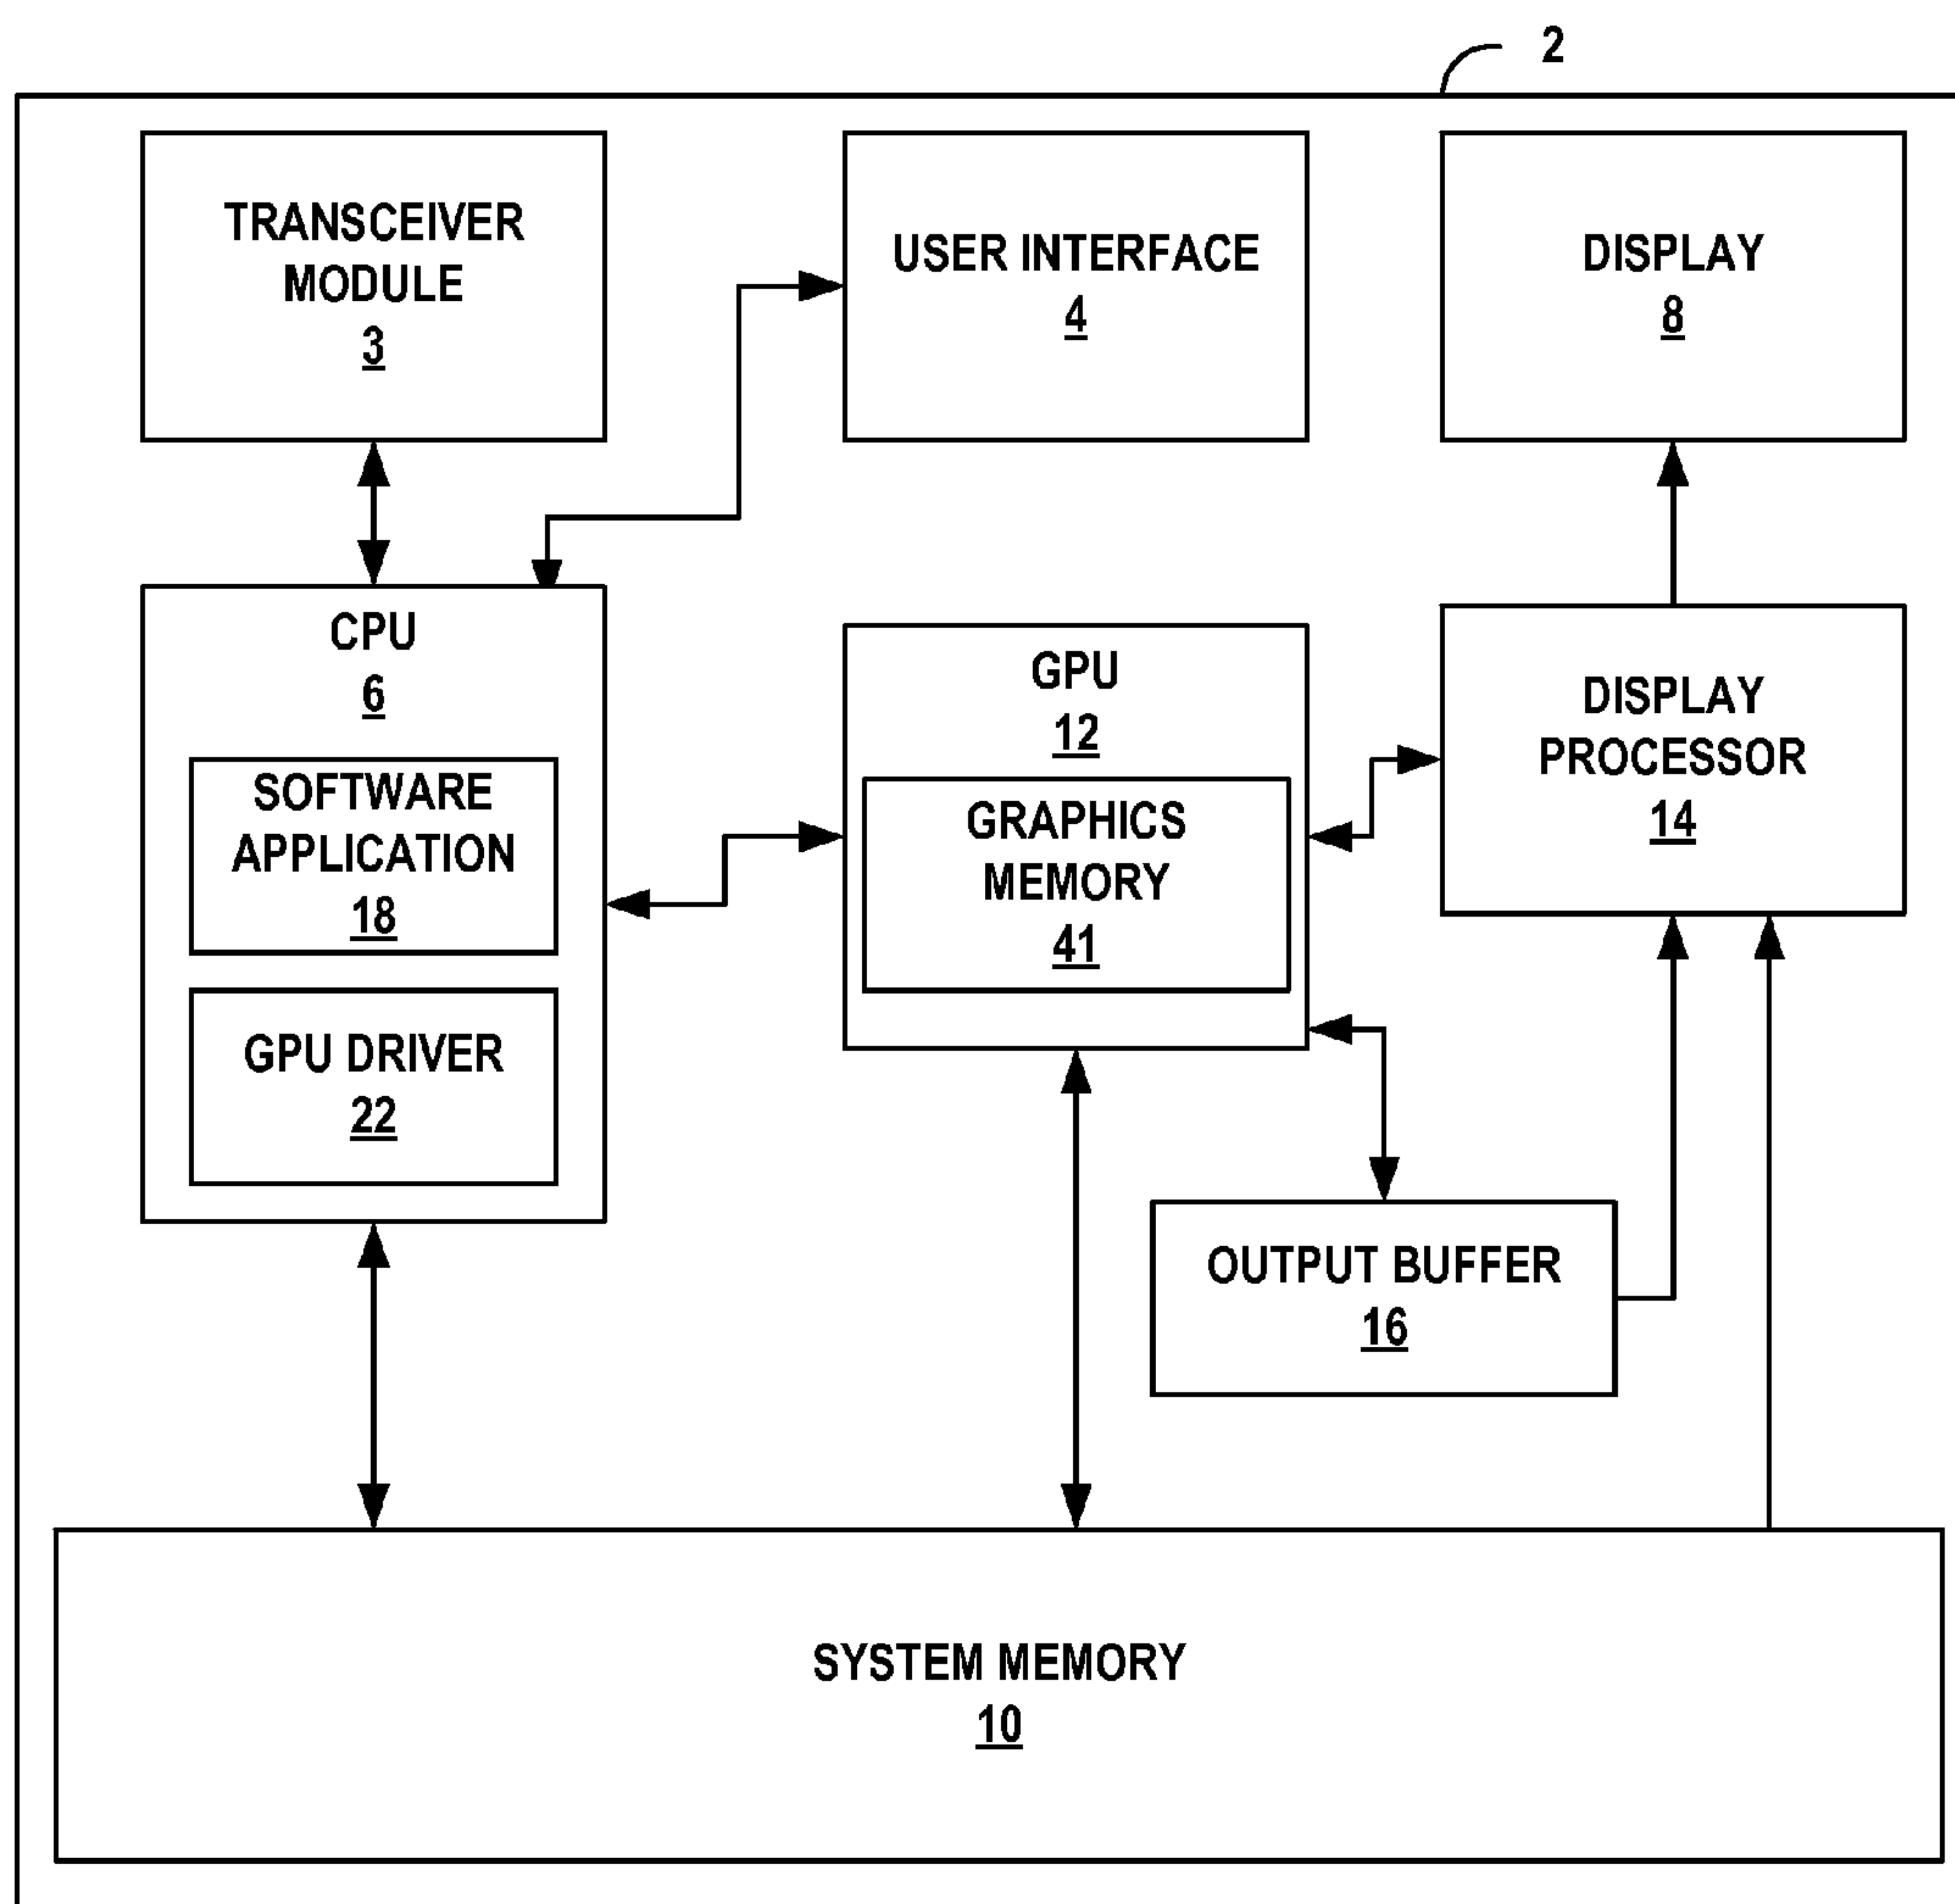 2
TRANSCEIVER
MODULE
3
USER INTERFACE
4
DISPLAY
8
CPU
6
SOFTWARE
APPLICATION
18
GPU DRIVER
22
GPU
12
GRAPHICS
MEMORY
41
DISPLAY
PROCESSOR
14
OUTPUT BUFFER
16
SYSTEM MEMORY
10